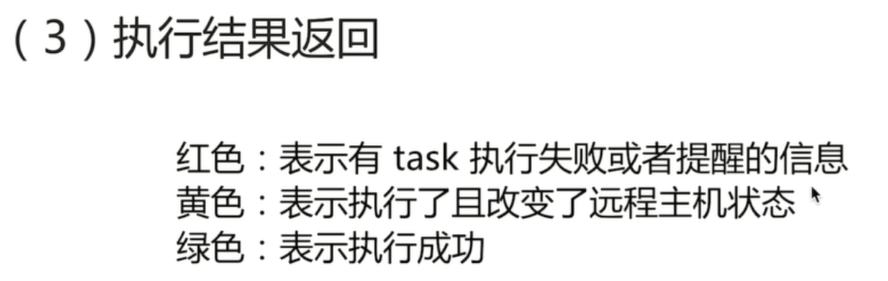 （3）执行结果返回
红色：表示有 task 执行失败或者提醒的信息
黄色：表示执行了且改变了远程主机状态
绿色：表示执行成功